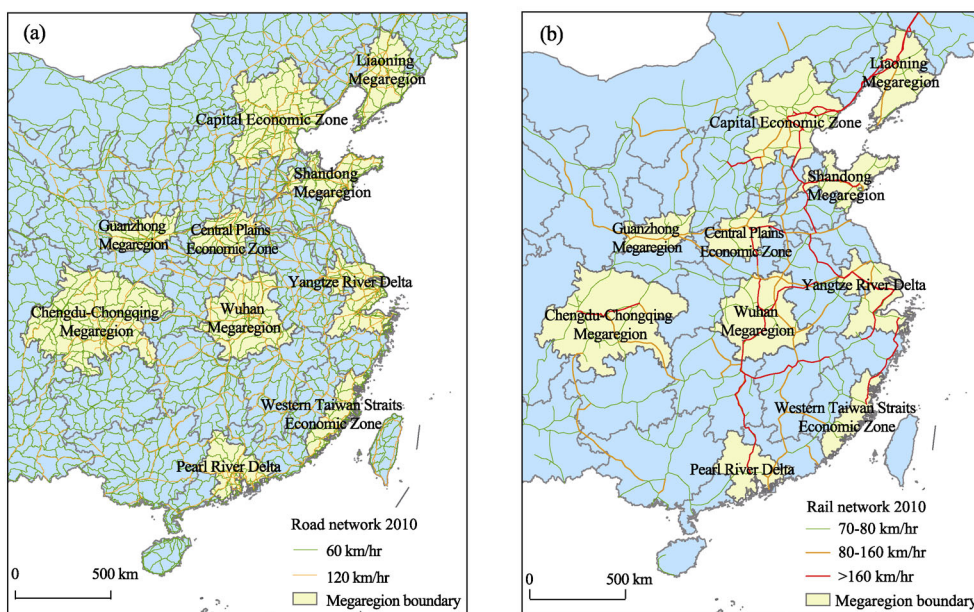 (a)
Liaoning
Megaregion
Capital Economic Zone
Shandong
Megaregion
Guanzhong
Megaregion
Central Plains
Economic Zone
Yangtze River Delta
Chengdu-Chongqing
Megaregion
Wuhan
Megaregion
Western Taiwan Straits
Economic Zone
Pearl River Delta
Road network 2010
60 km/hr
120 km/hr
Megaregion boundary
0 500 km
(b)
Liaoning
Megaregion
Capital Economic Zone
Shandong
Megaregion
Guanzhong
Megaregion
Central Plains
Economic Zone
Yangtze River Delta
Chengdu-Chongqing
Megaregion
Wuhan
Megaregion
Western Taiwan Straits
Economic Zone
Pearl River Delta
Rail network 2010
70-80 km/hr
80-160 km/hr
>160 km/hr
Megaregion boundary
0 500 km